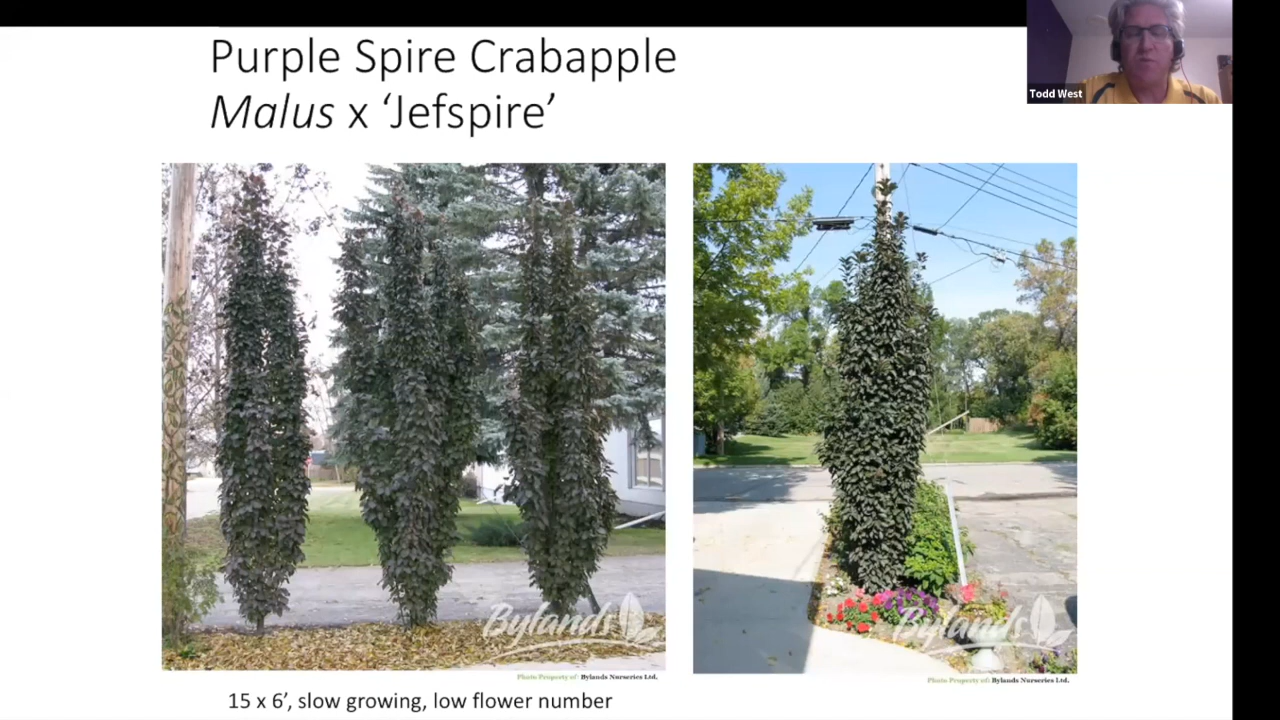 Purple Spire Crabapple
Malus x ‘Jefspire’
Todd West
Bylands
Bylands
Photo Property of: Bylands Nurseries Ltd.
Photo Property of: Bylands Nurseries Ltd.
15 x 6’, slow growing, low flower number